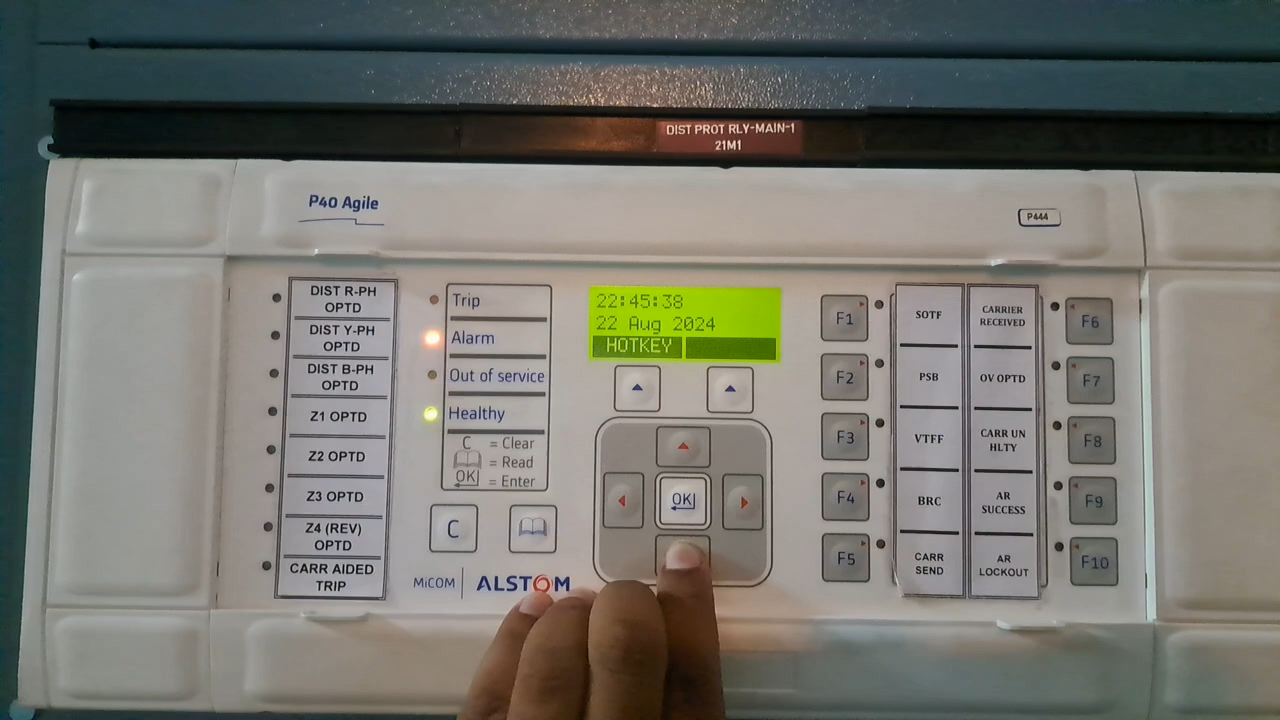 DIST PROT RLY-MAIN-1
21M1
P40 Agile
P444
DIST R-PH
OPTD
DIST Y-PH
OPTD
DIST B-PH
OPTD
Z1 OPTD
Z2 OPTD
Z3 OPTD
Z4 (REV)
OPTD
CARR AIDED
TRIP
Trip
Alarm
Out of service
Healthy
C = Clear
= Read
OK = Enter
C
MiCOM
ALSTOM
22:45:38
22 Aug 2024
HOTKEY
OK
F1
F2
F3
F4
F5
SOTF
PSB
VTFF
BRC
CARR
SEND
CARRIER
RECEIVED
OV OPTD
CARR UN
HLTY
AR
SUCCESS
AR
LOCKOUT
F6
F7
F8
F9
F10